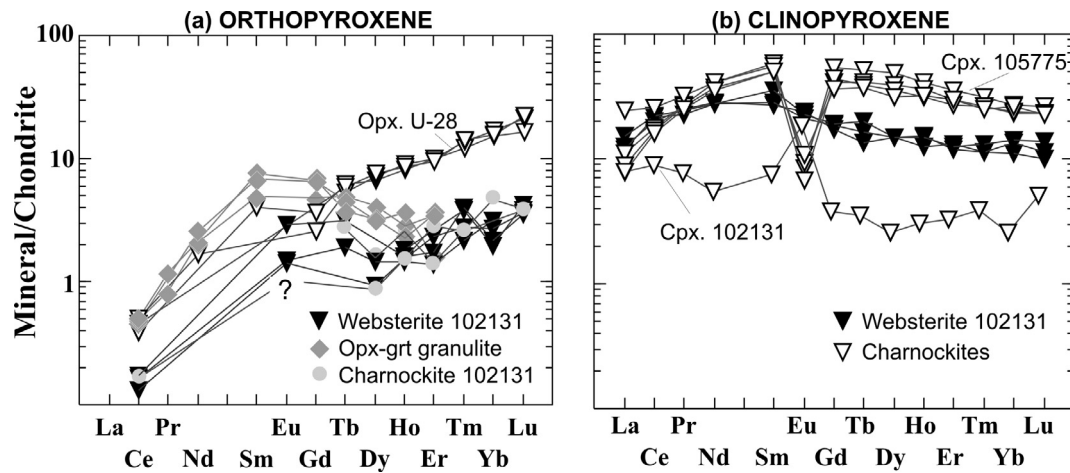 (a) ORTHOPYROXENE
(b) CLINOPYROXENE
Mineral/Chondrite
100
10
1
Opx. U-28
?
Websterite 102131
Opx-grt granulite
Charnockite 102131
La Pr Eu Tb Ho Tm Lu
Ce Nd Sm Gd Dy Er Yb
Cpx. 105775
Cpx. 102131
Websterite 102131
Charnockites
La Pr Eu Tb Ho Tm Lu
Ce Nd Sm Gd Dy Er Yb